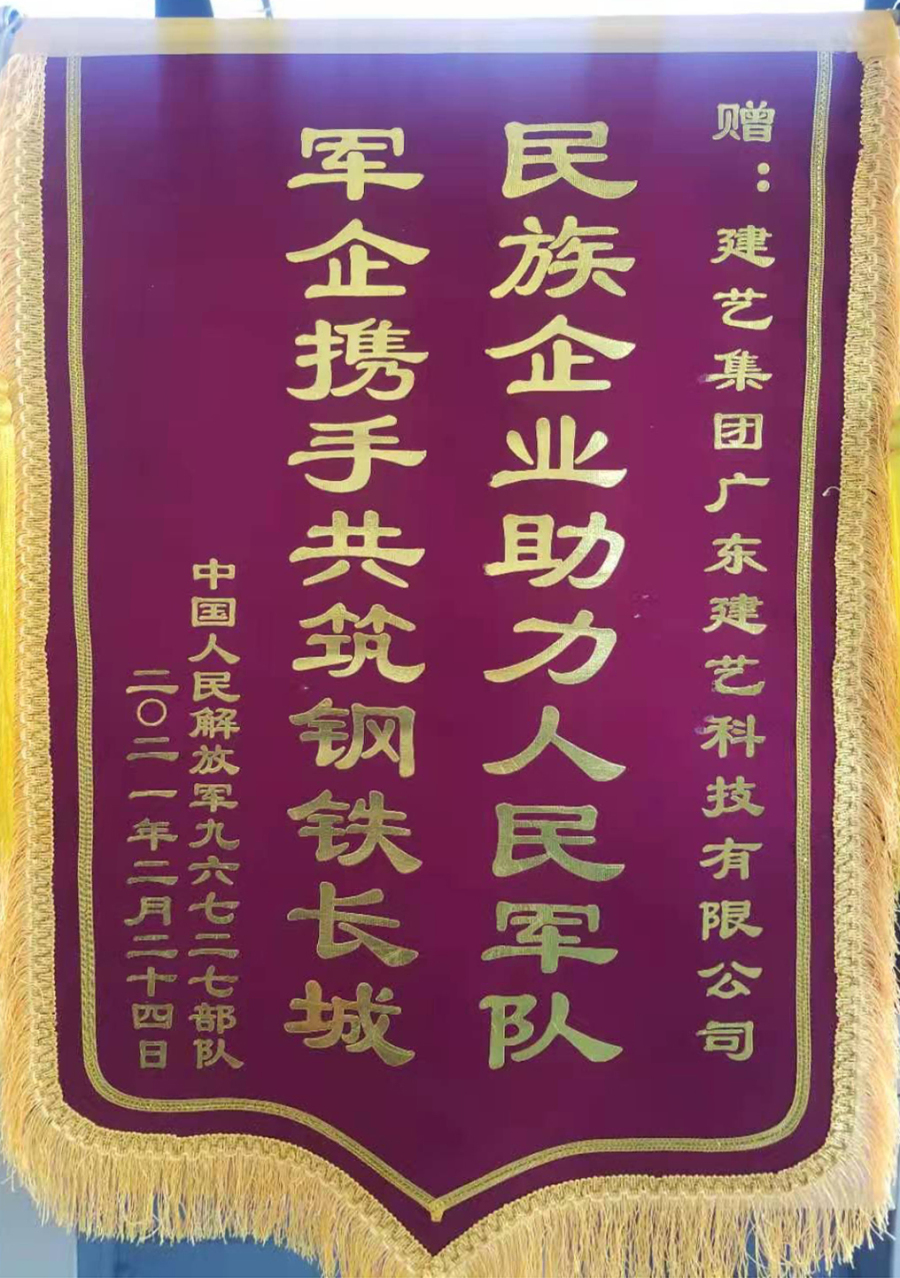 赠：建艺集团广东建艺科技有限公司
民族企业助力人民军队
军企携手共筑钢铁长城
中国人民解放军九六七二七部队
二〇二一年二月二十四日